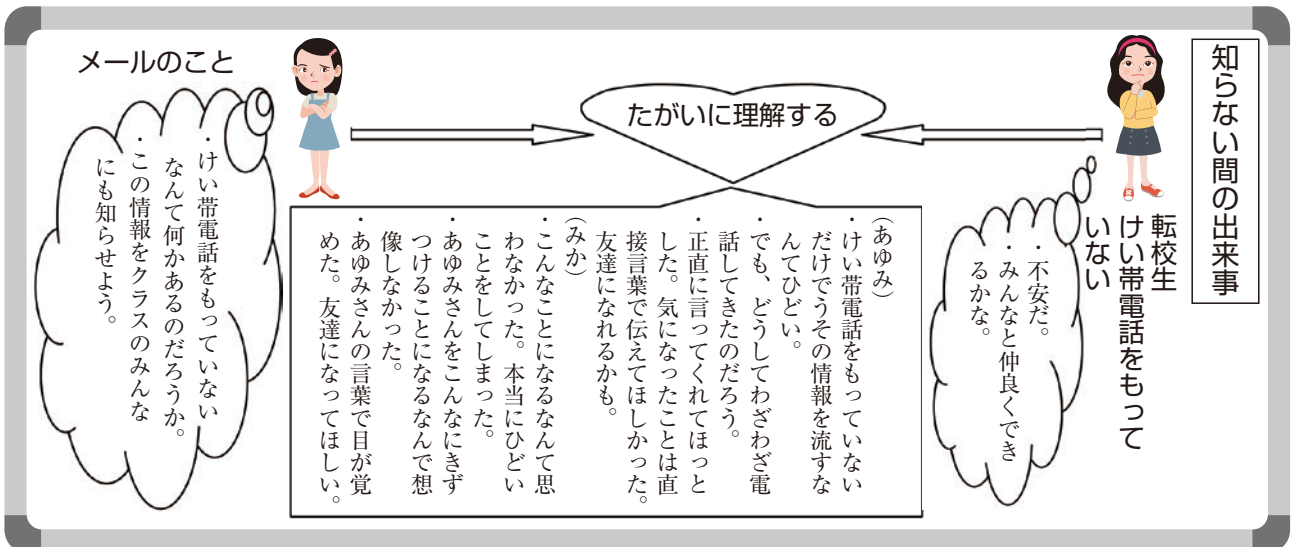 知らない間の出来事
転校生
けい帯電話をもって
いない
・不安だ。
・みんなと仲良くでき
るかな。
たがいに理解する
（あゆみ）
・けい帯電話をもっていない
だけでうその情報を流すな
んてひどい。
・でも、どうしてわざわざ電
話してきたのだろう。
・正直に言ってくれてほっと
した。気になったことは直
接言葉で伝えてほしかった。
友達になれるかも。
（みか）
・こんなことになるなんて思
わなかった。本当にひどい
ことをしてしまった。
・あゆみさんをこんなにきず
つけることになるなんで想
像しなかった。
・あゆみさんの言葉で目が覚
めた。友達になってほしい。
メールのこと
・けい帯電話をもっていない
なんて何かあるのだろうか。
・この情報をクラスのみんな
にも知らせよう。